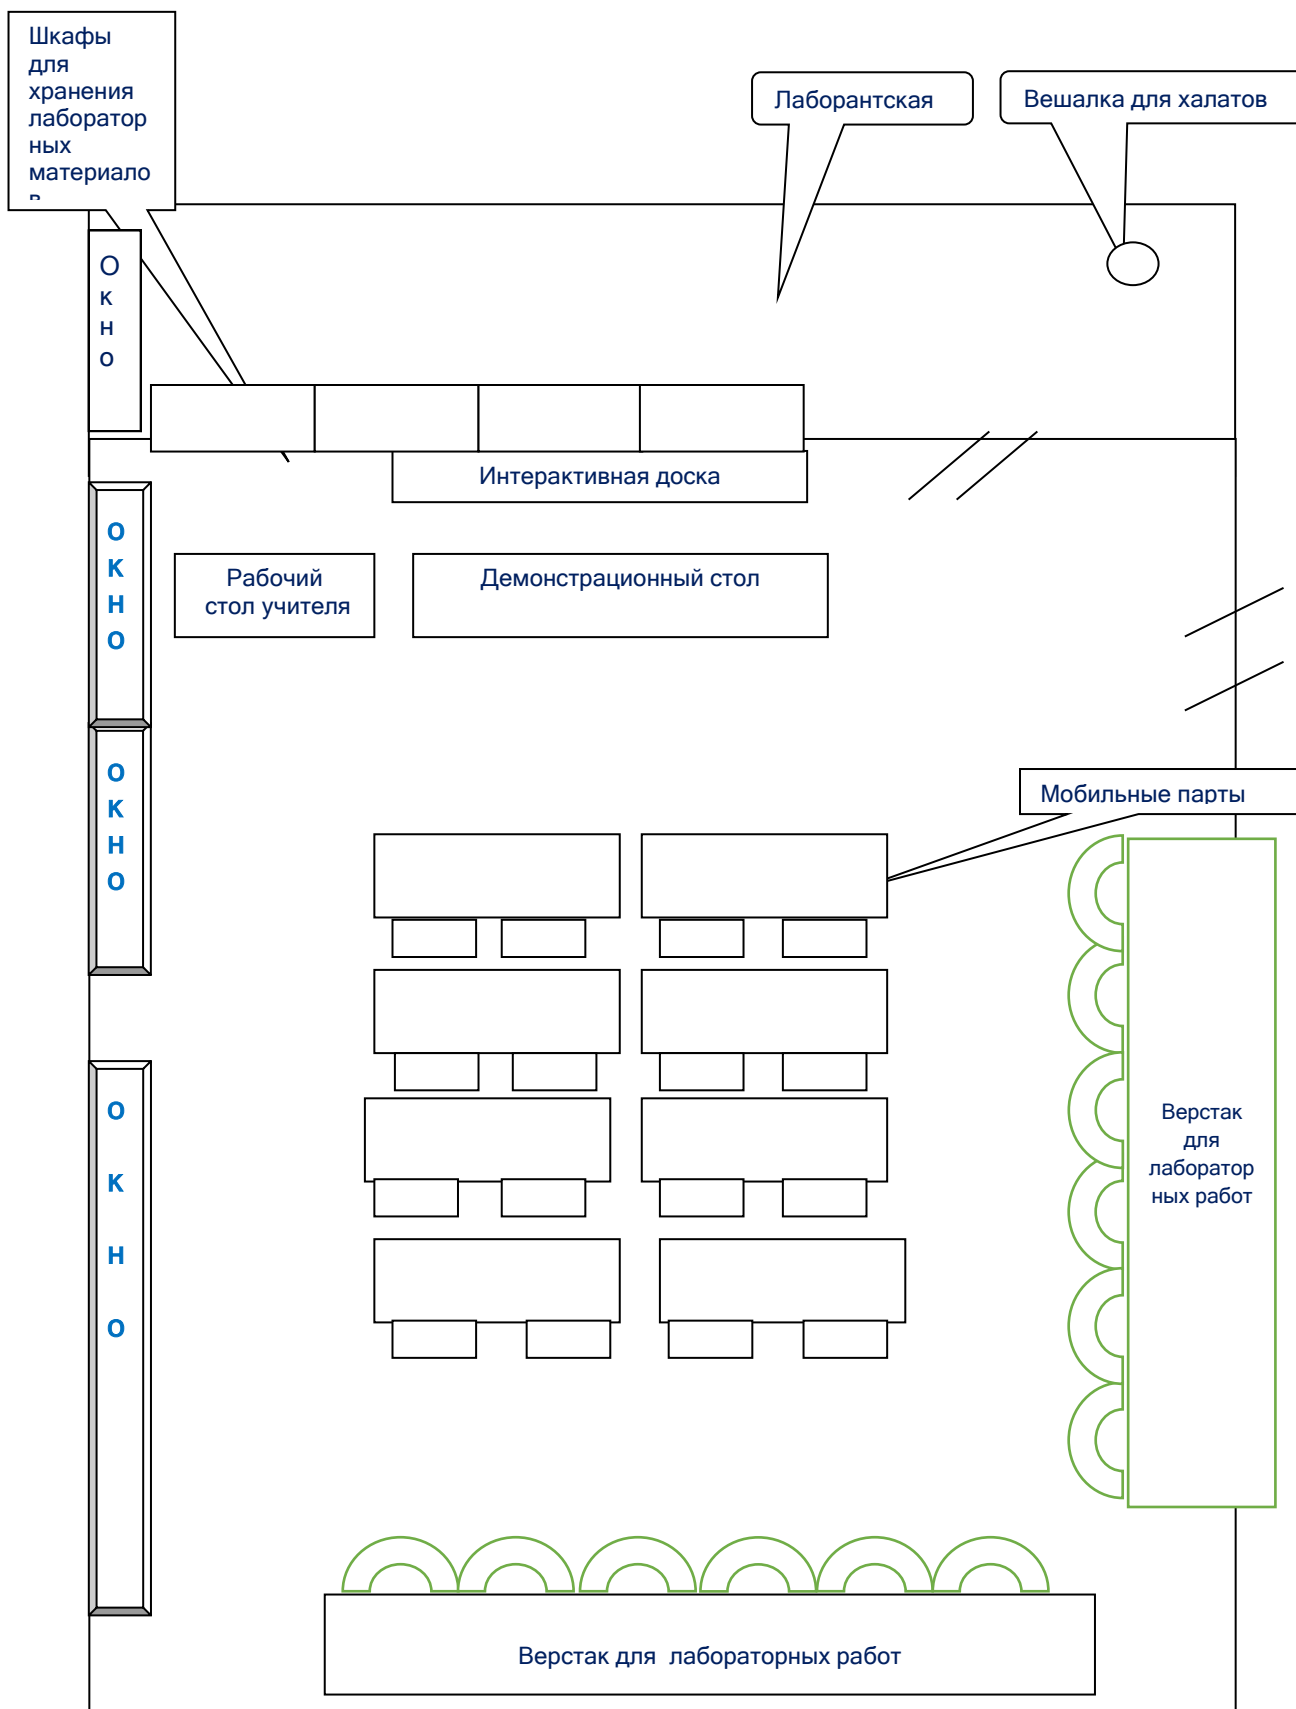 Шкафы
для
хранения
лаборатор
ных
материало
в
Лаборантская
Вешалка для халатов
О
к
н
о
Интерактивная доска
О
К
Н
О
Рабочий
стол учителя
Демонстрационный стол
О
К
Н
О
Мобильные парты
О
К
Н
О
Верстак
для
лаборатор
ных работ
Верстак для  лабораторных работ